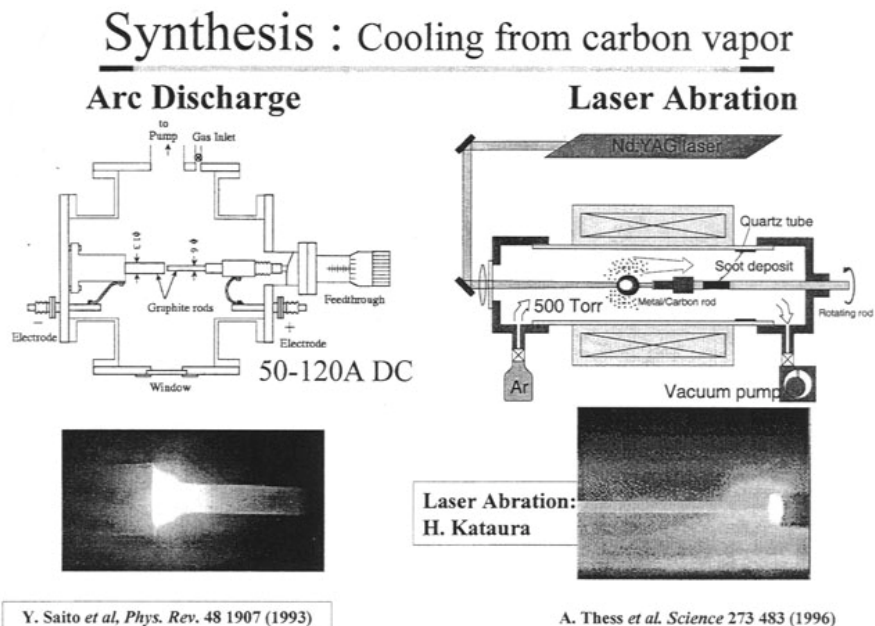 Synthesis : Cooling from carbon vapor
Arc Discharge
to
Pump
Gas Inlet
Φ13
Φ6
Graphite rods
Feedthrough
−
Electrode
+
Electrode
Window
50-120A DC
Laser Abration
Nd:YAG laser
Quartz tube
Soot deposit
500 Torr
Metal/Carbon rod
Rotating rod
Ar
Vacuum pump
Laser Abration:
H. Kataura
Y. Saito et al, Phys. Rev. 48 1907 (1993)
A. Thess et al. Science 273 483 (1996)